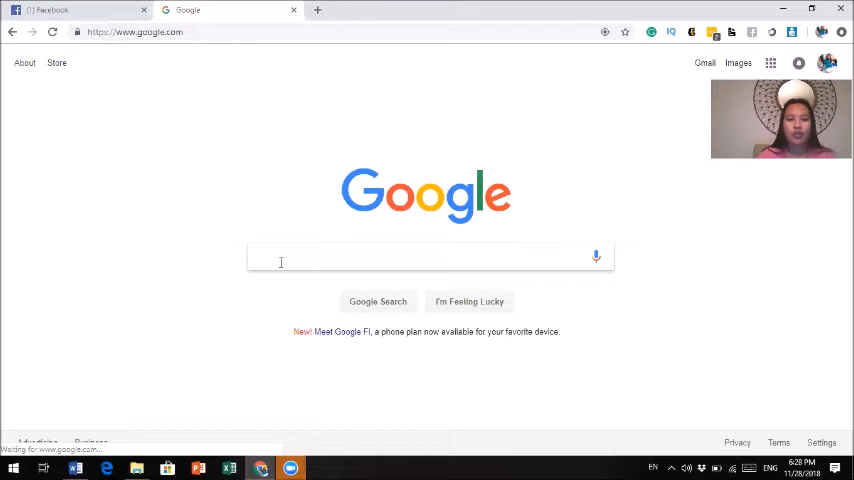 (1) Facebook
Google
https://www.google.com
About Store
Gmail Images
Google
Google Search I'm Feeling Lucky
New! Meet Google Fi, a phone plan now available for your favorite device.
Advertising Business
Privacy Terms Settings
Waiting for www.google.com...
EN ENG
6:28 PM
11/28/2018